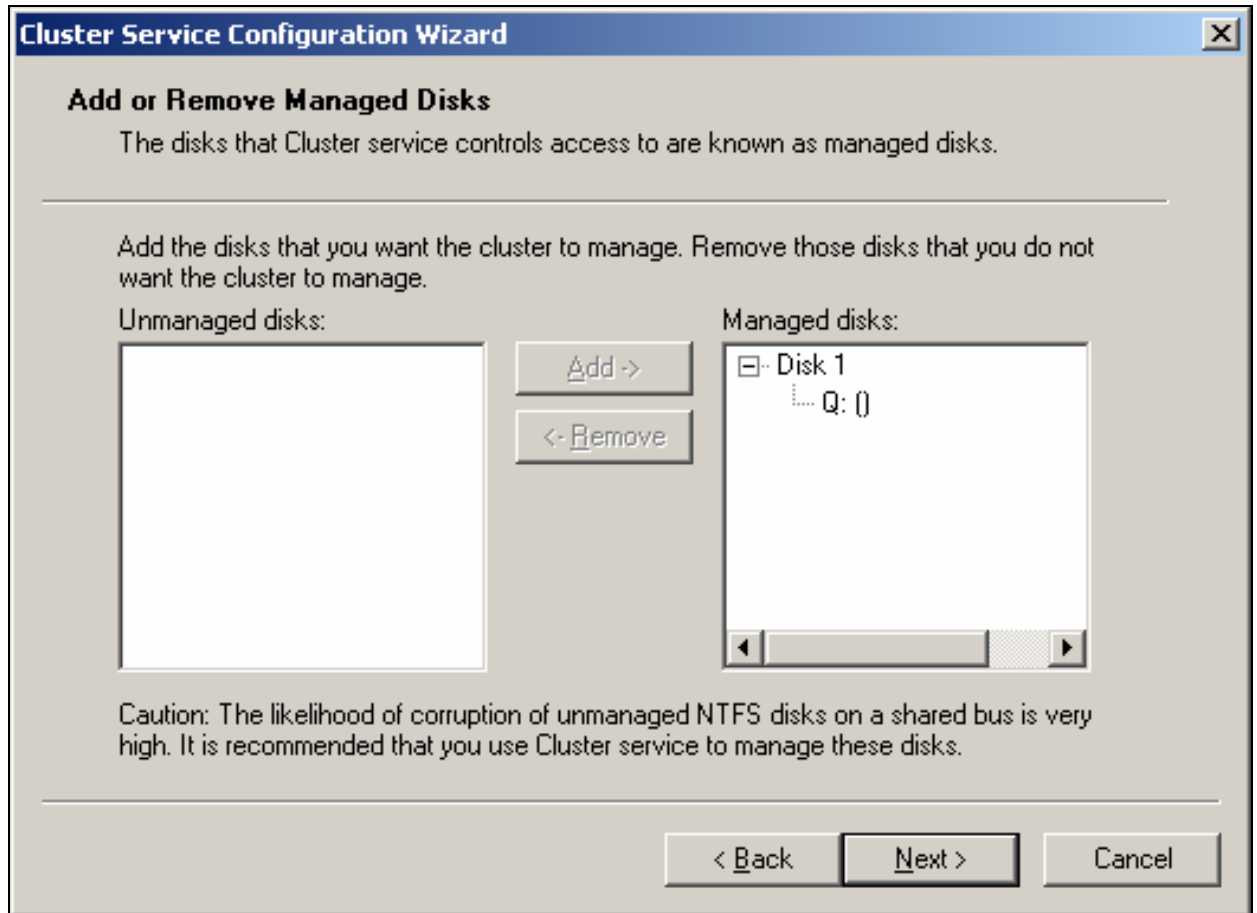 Cluster Service Configuration Wizard
Add or Remove Managed Disks
The disks that Cluster service controls access to are known as managed disks.
Add the disks that you want the cluster to manage. Remove those disks that you do not
want the cluster to manage.
Unmanaged disks:
Managed disks:
Add ->
<- Remove
Disk 1
Q: ()
Caution: The likelihood of corruption of unmanaged NTFS disks on a shared bus is very
high. It is recommended that you use Cluster service to manage these disks.
< Back
Next >
Cancel